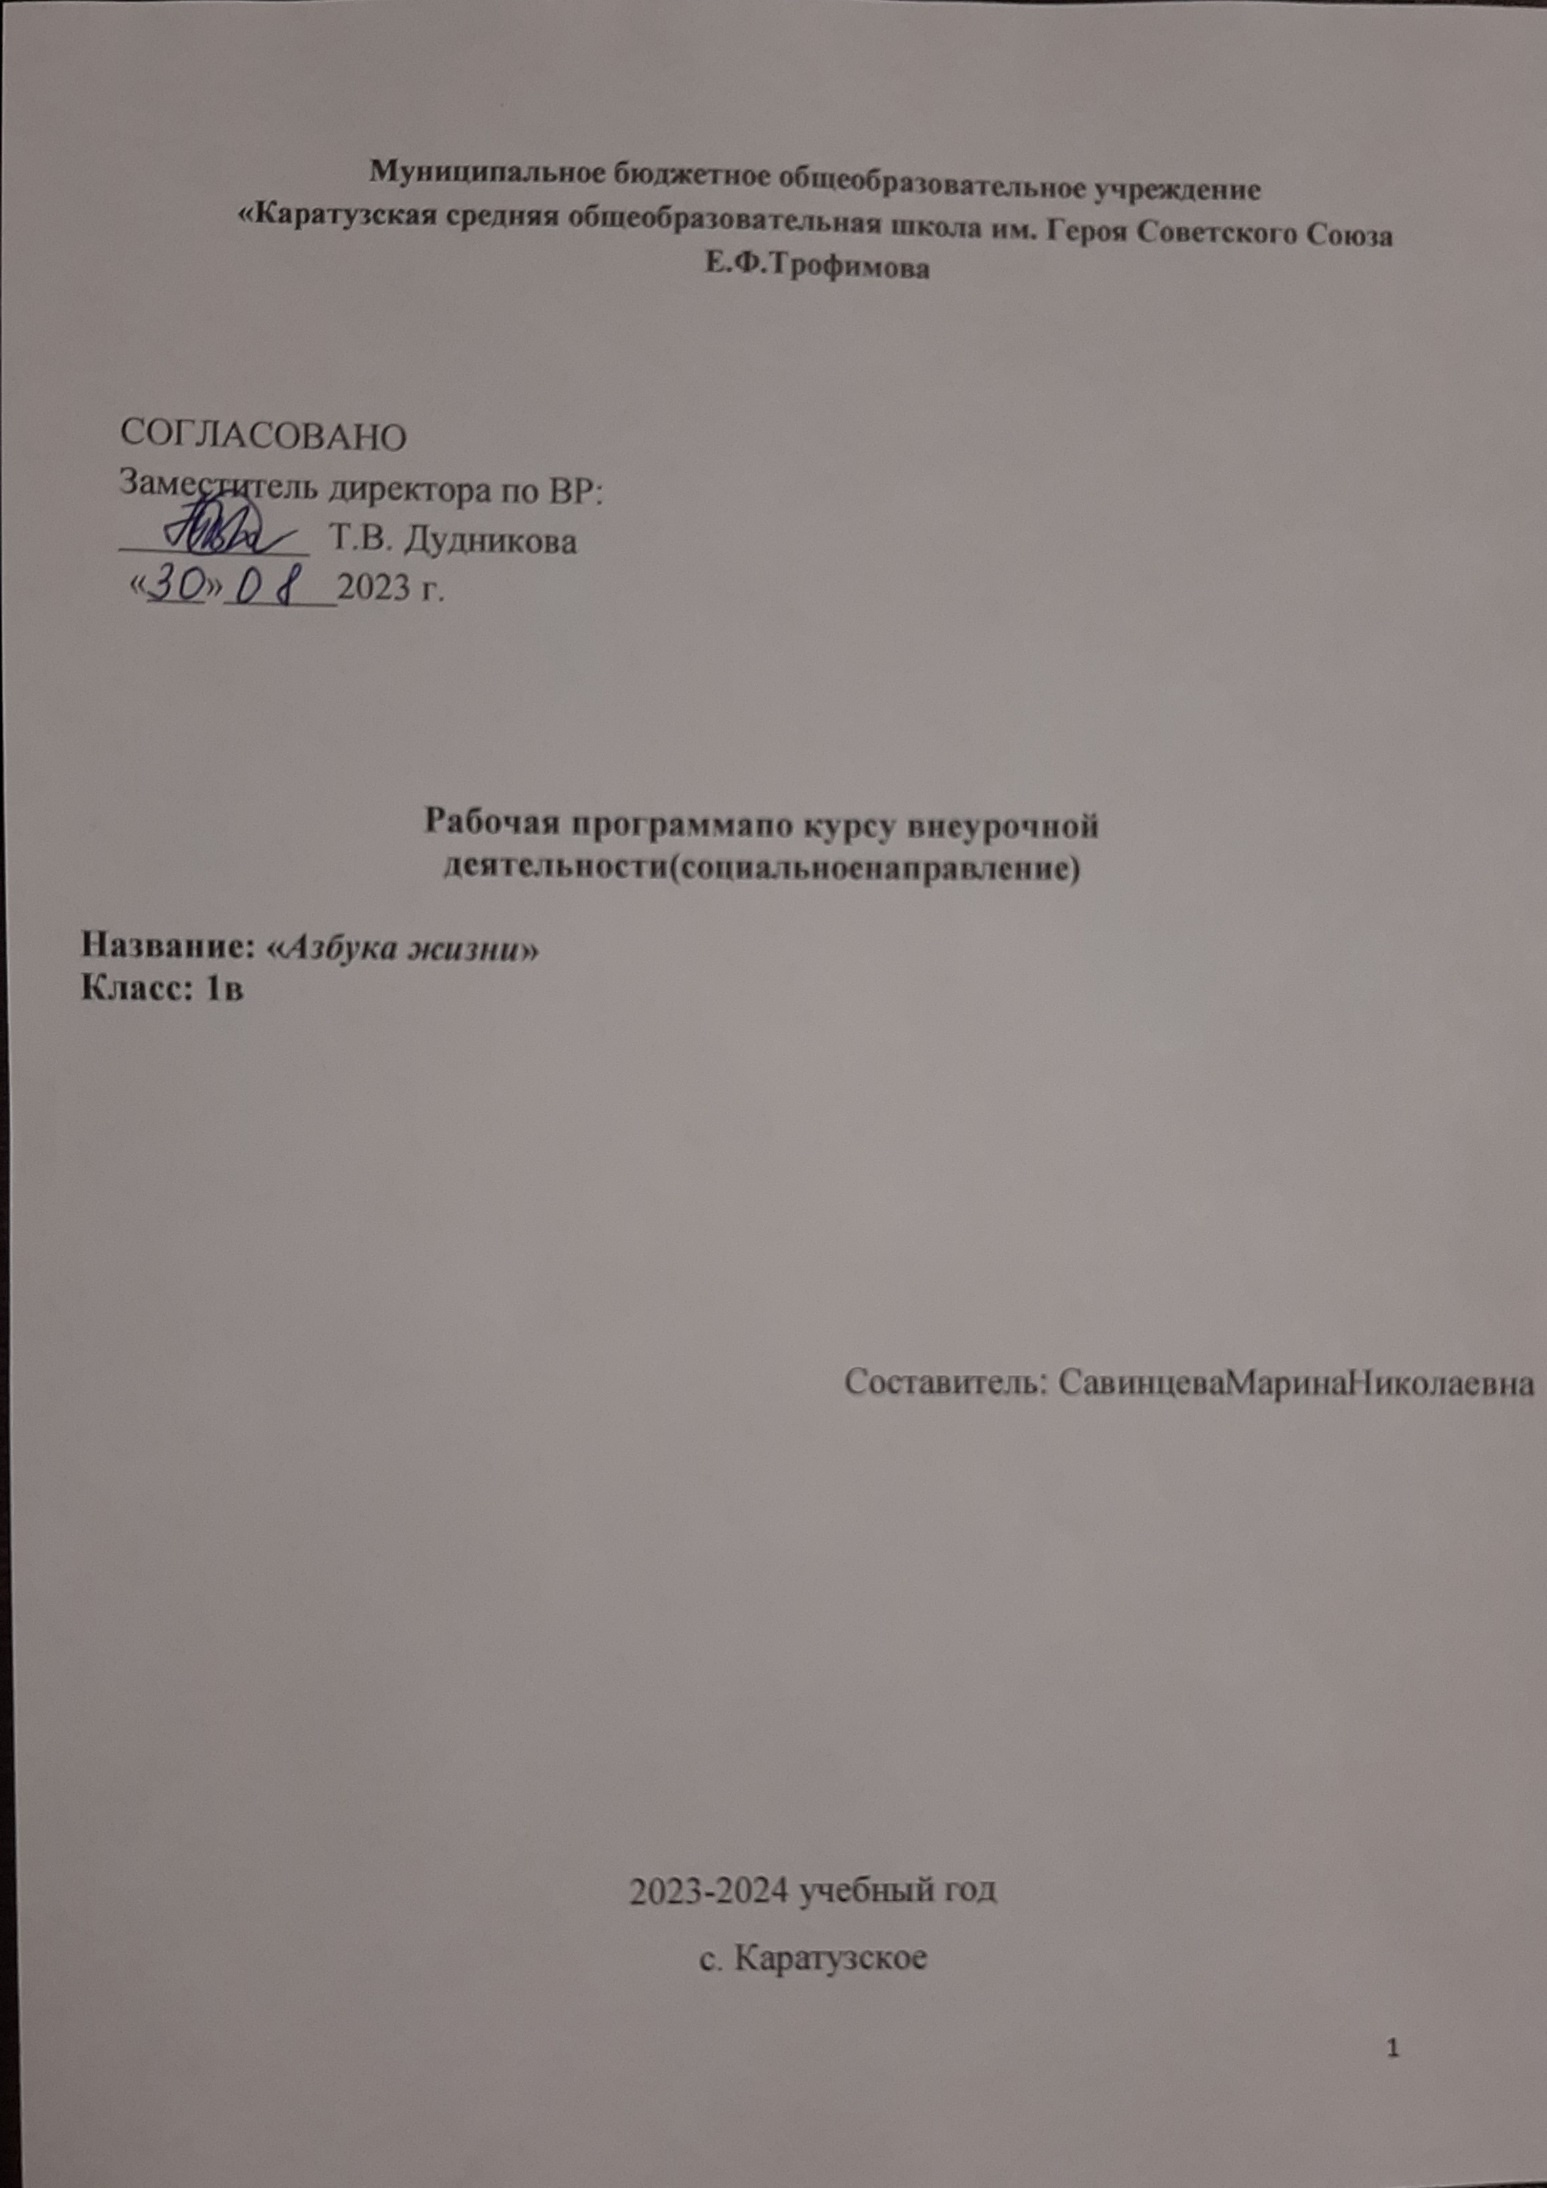 Муниципальное бюджетное общеобразовательное учреждение
«Каратузская средняя общеобразовательная школа им. Героя Советского Союза
Е.Ф.Трофимова
СОГЛАСОВАНО
Заместитель директора по ВР:
Т.В. Дудникова
«30» 08 2023 г.
Рабочая программапо курсу внеурочной
деятельности(социальноенаправление)
Название: «Азбука жизни»
Класс: 1в
Составитель: СавинцеваМаринаНиколаевна
2023-2024 учебный год
с. Каратузское
1